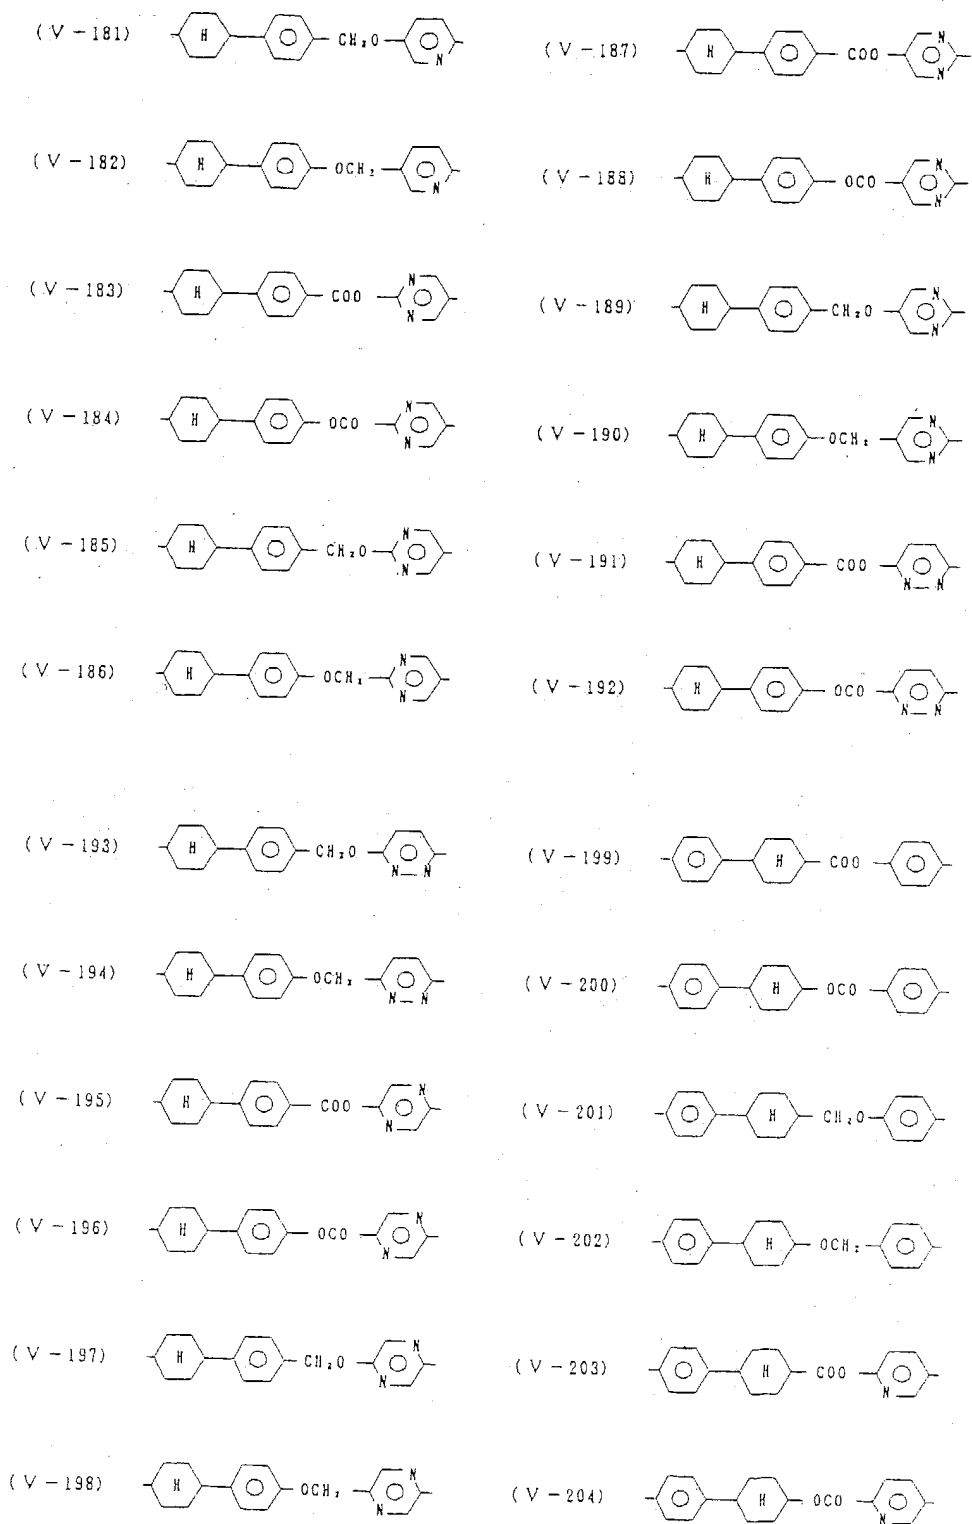 (V-181) H CH₂O N
(V-182) H OCH₂ N
(V-183) H COO N N
(V-184) H OCO N N
(V-185) H CH₂O N N
(V-186) H OCH₂ N N
(V-187) H COO N N
(V-188) H OCO N N
(V-189) H CH₂O N N
(V-190) H OCH₂ N N
(V-191) H COO N N
(V-192) H OCO N N
(V-193) H CH₂O N N
(V-194) H OCH₂ N N
(V-195) H COO N N
(V-196) H OCO N N
(V-197) H CH₂O N N
(V-198) H OCH₂ N N
(V-199) H COO
(V-200) H OCO
(V-201) H CH₂O
(V-202) H OCH₂
(V-203) H COO N
(V-204) H OCO N